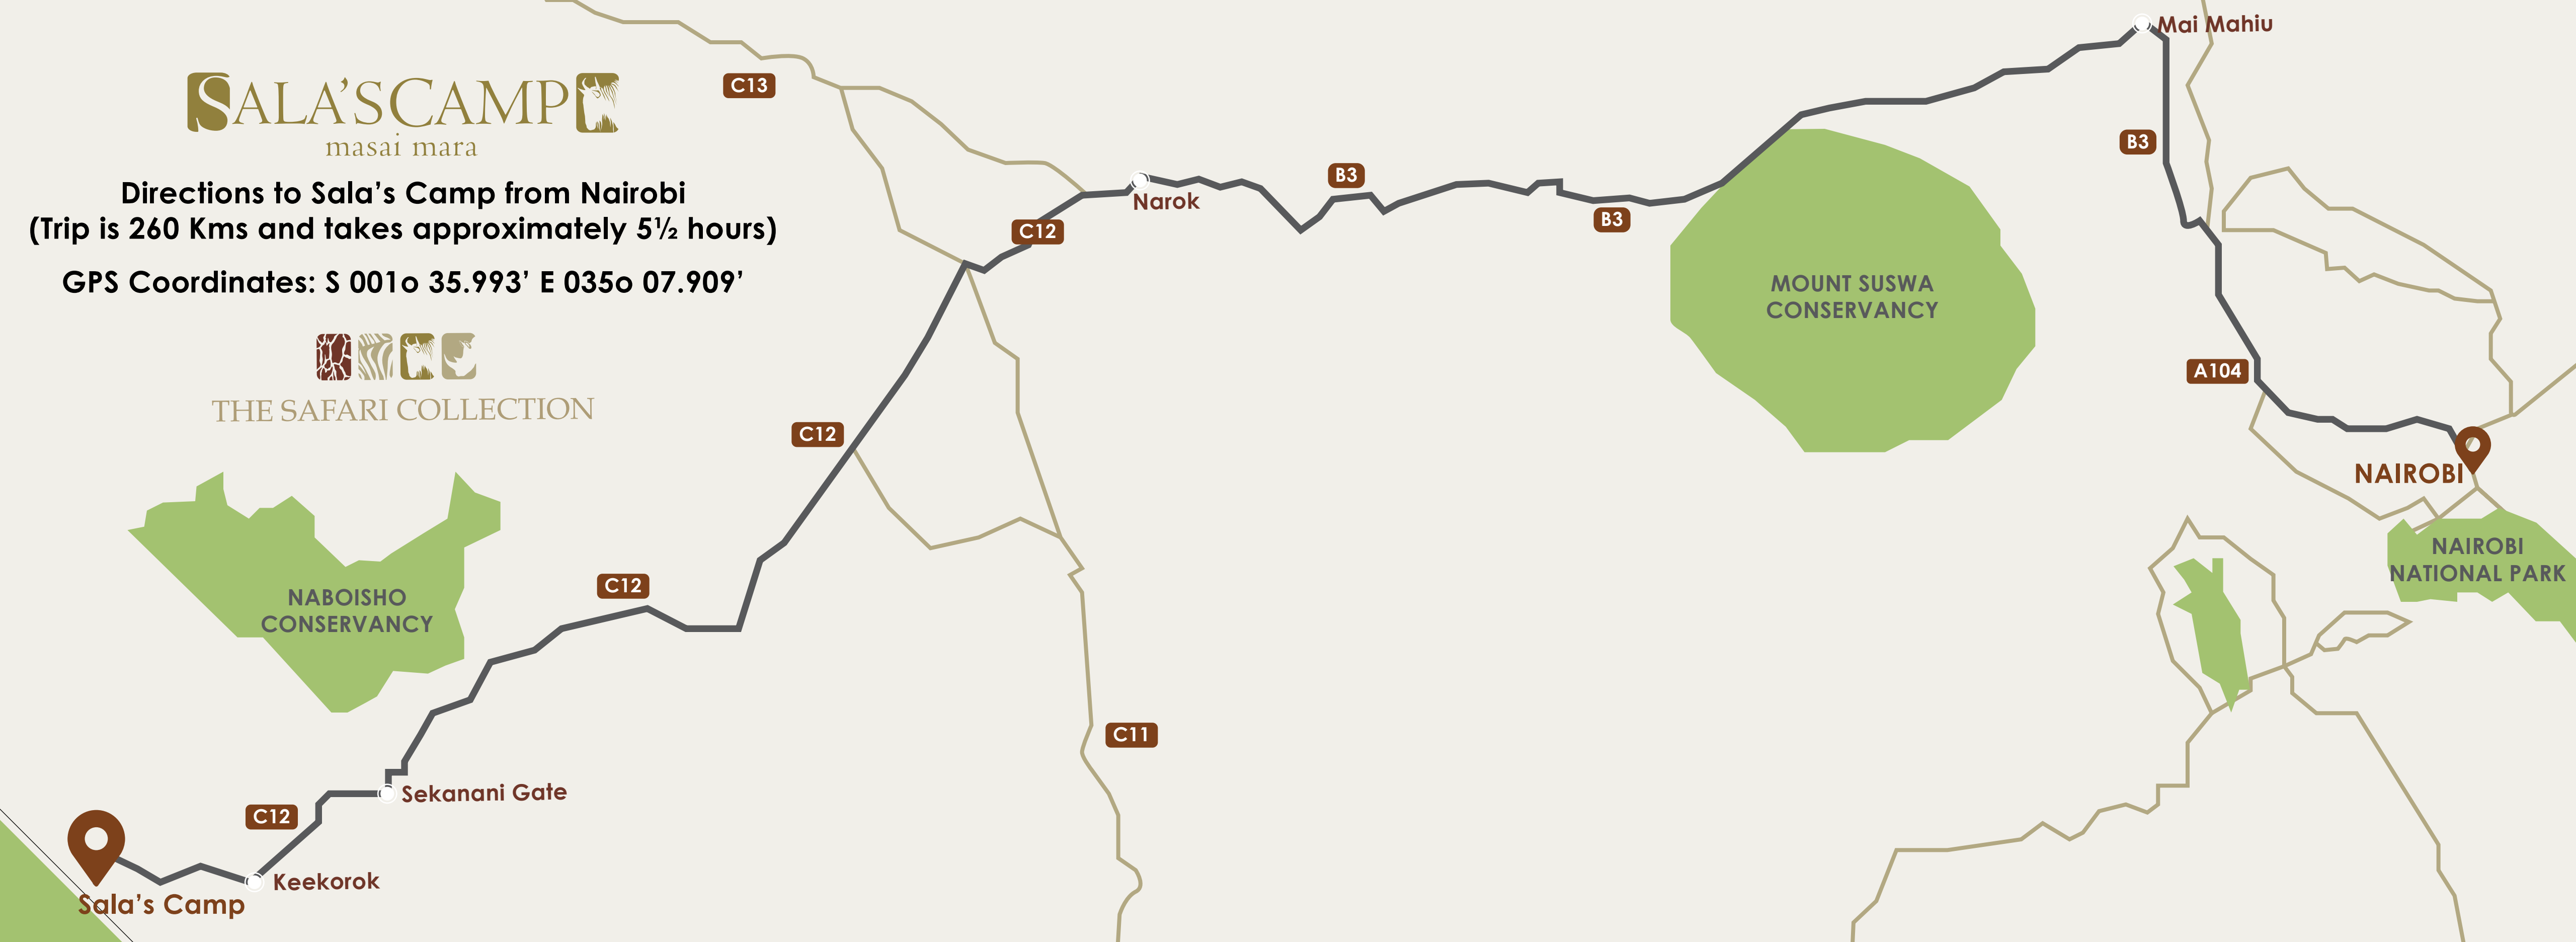 SALA'S CAMP
masai mara
Directions to Sala's Camp from Nairobi
(Trip is 260 Kms and takes approximately 5½ hours)
GPS Coordinates: S 001o 35.993' E 035o 07.909'
THE SAFARI COLLECTION
Mai Mahiu
C13
B3
B3
Narok
B3
C12
MOUNT SUSWA
CONSERVANCY
A104
C12
NAIROBI
NAIROBI
NATIONAL PARK
C12
NABOISHO
CONSERVANCY
C11
Sekanani Gate
C12
Keekorok
Sala's Camp